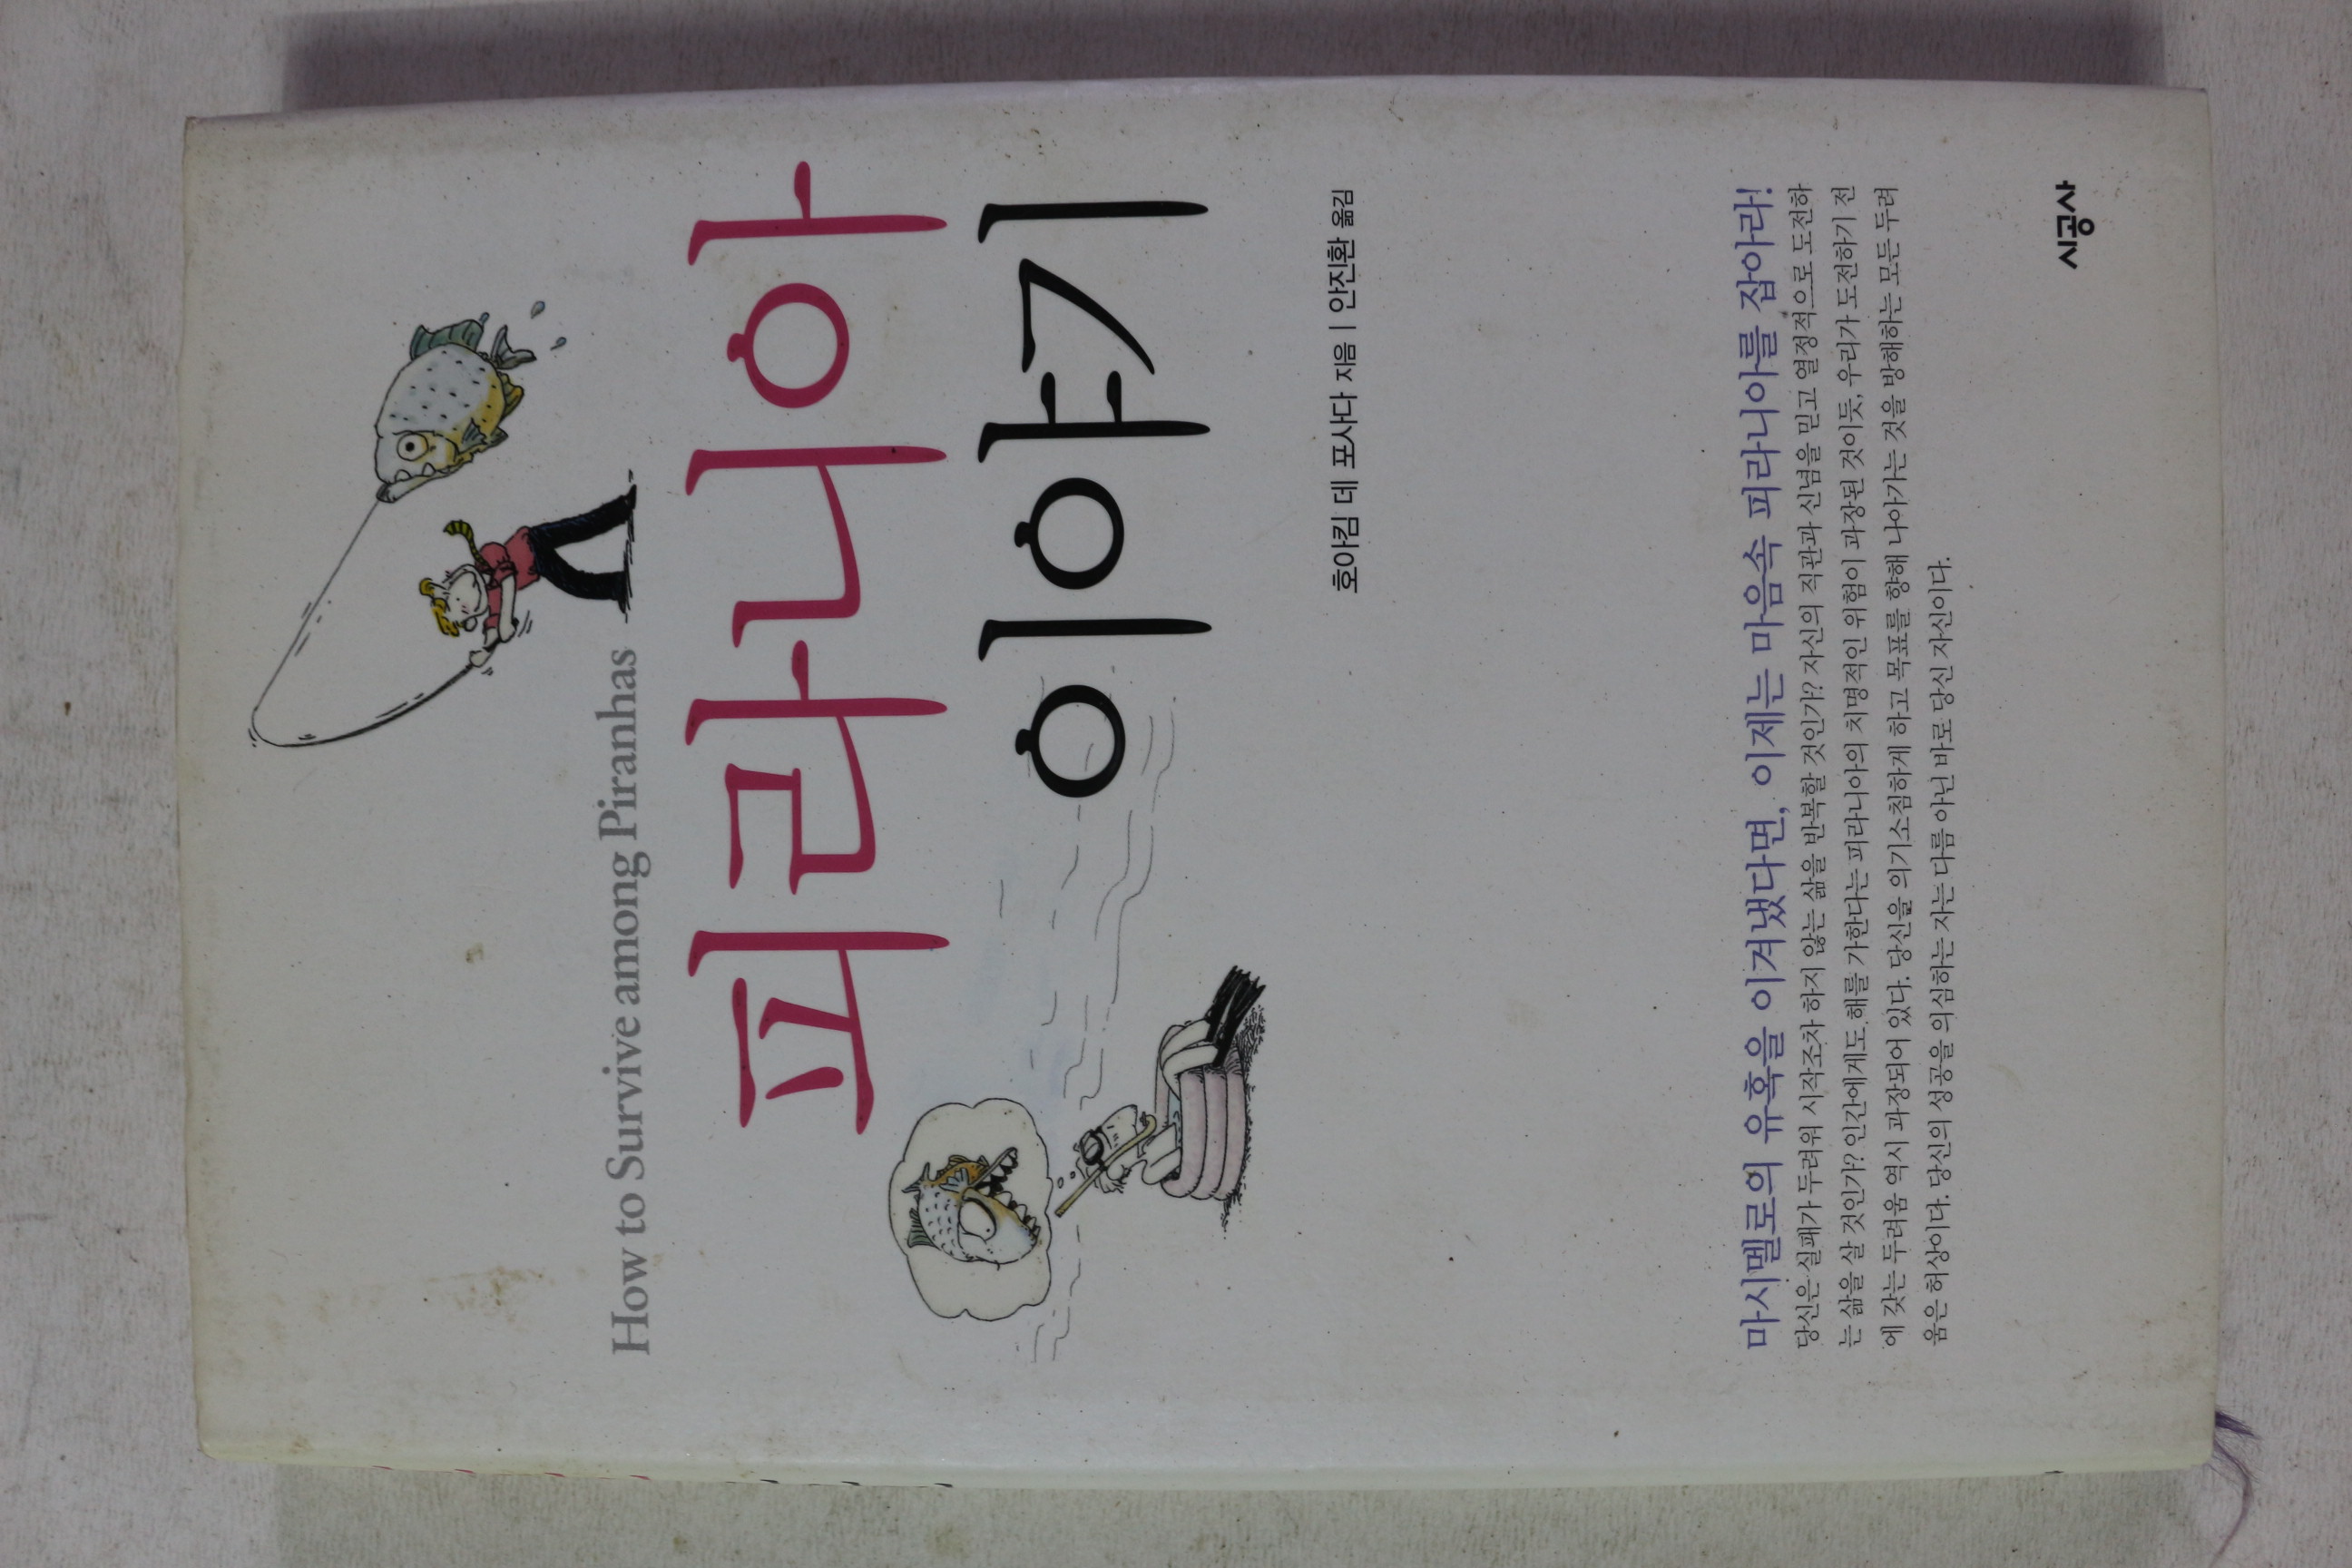 How to Survive among Piranhas
피라니아
이야기
호아킴 데 포사다 지음 | 안진환 옮김
마시멜로의 유혹을 이겨냈다면, 이제는 마음속 피라니아를 잡아라!
당신은 실패가 두려워 시작조차 하지 않는 삶을 반복할 것인가? 자신의 직관과 신념을 믿고 열정적으로 도전하
는 삶을 살 것인가? 인간에게도 해를 가한다는 피라니아의 치명적인 위험이 과장된 것이듯, 우리가 도전하기 전
에 갖는 두려움 역시 과장되어 있다. 당신을 의기소침하게 하고 목표를 향해 나아가는 것을 방해하는 모든 두려
움은 허상이다. 당신의 성공을 의심하는 자는 다름 아닌 바로 당신 자신이다.
시공사